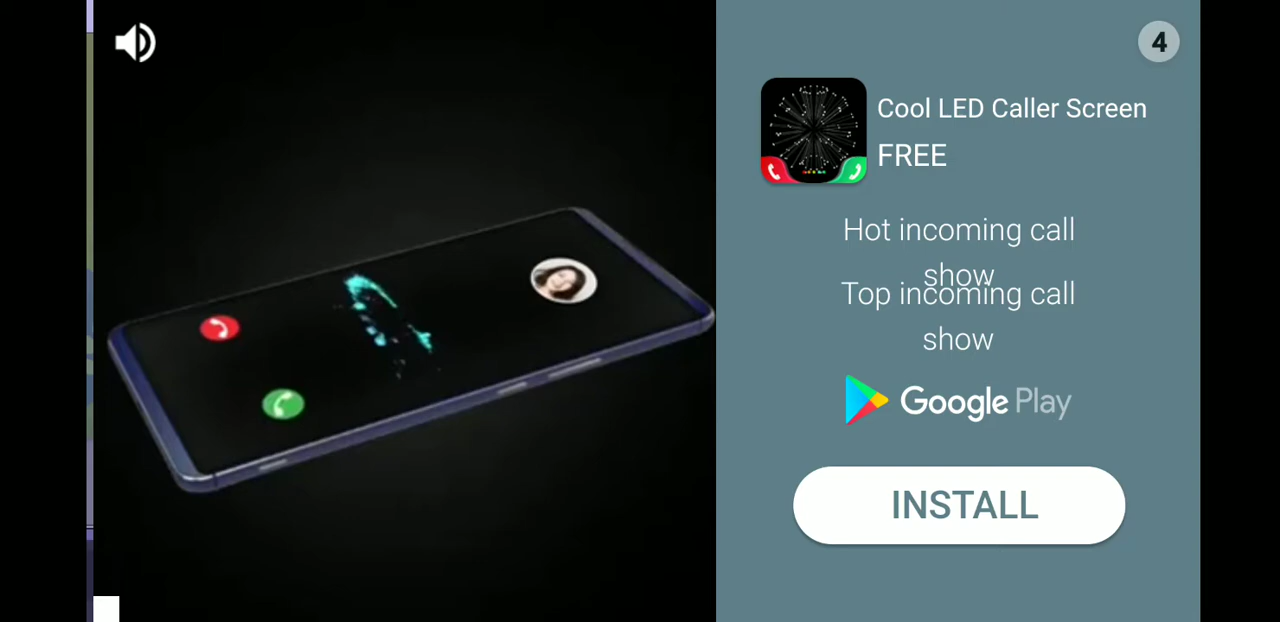 4
Cool LED Caller Screen
FREE
Hot incoming call
show
Top incoming call
show
Google Play
INSTALL